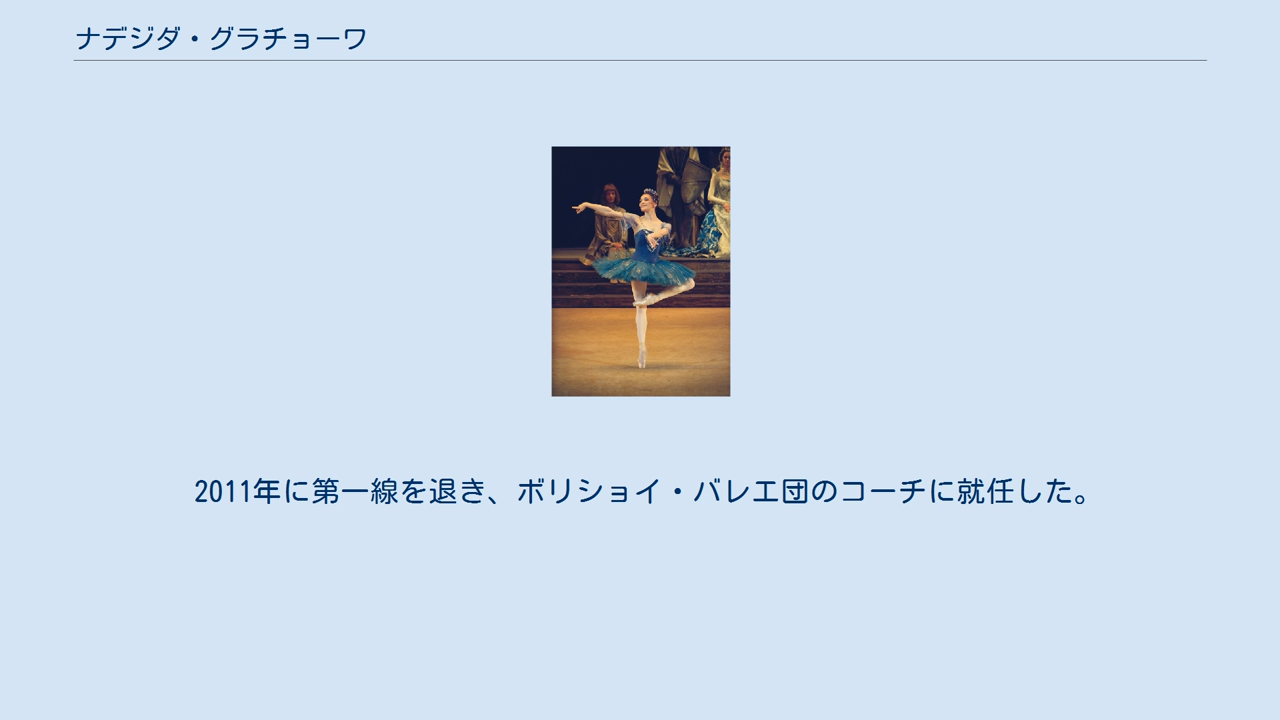 ナデジダ・グラチョーワ
2011年に第一線を退き、ボリショイ・バレエ団のコーチに就任した。